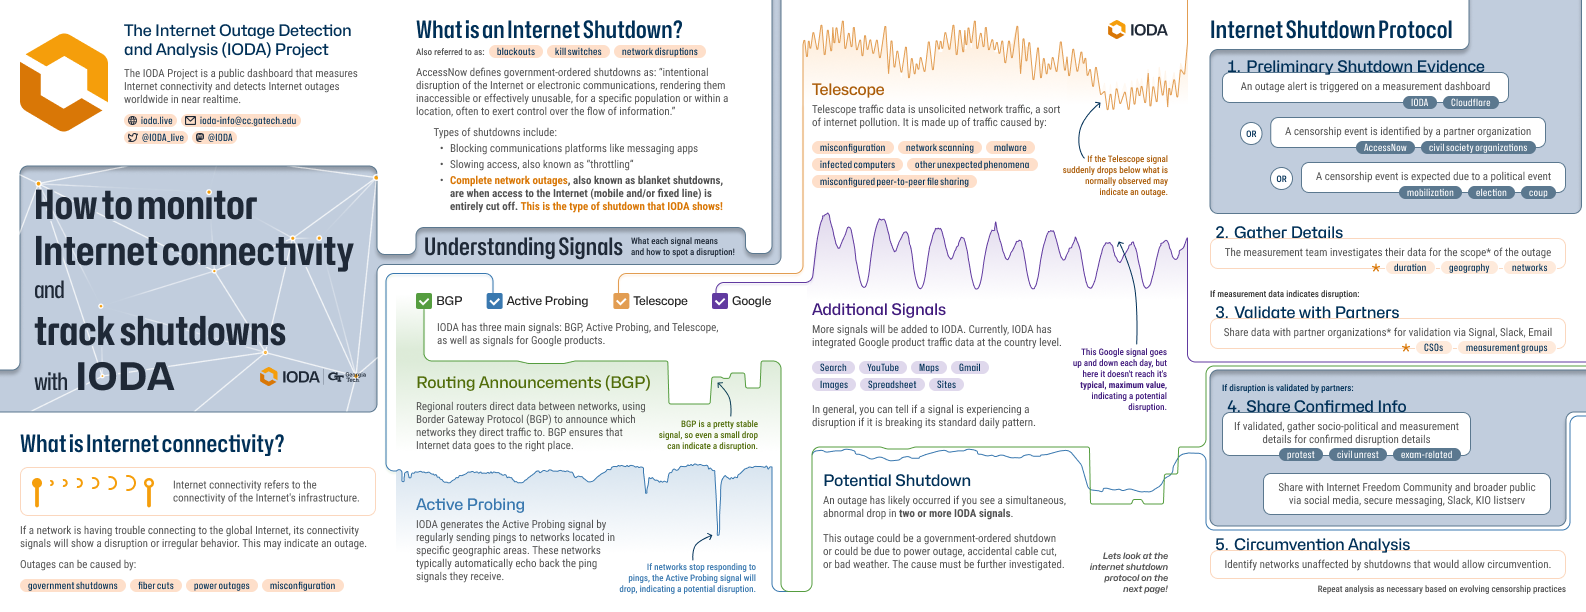 The Internet Outage Detection
and Analysis (IODA) Project
The IODA Project is a public dashboard that measures
Internet connectivity and detects Internet outages
worldwide in near realtime.
ioda.live ioda-info@cc.gatech.edu
@IODA_live @IODA
How to monitor
Internet connectivity
and
track shutdowns
with IODA
IODA GT Georgia Tech
What is Internet connectivity?
Internet connectivity refers to the
connectivity of the Internet's infrastructure.
If a network is having trouble connecting to the global Internet, its connectivity
signals will show a disruption or irregular behavior. This may indicate an outage.
Outages can be caused by:
government shutdowns fiber cuts power outages misconfiguration
What is an Internet Shutdown?
Also referred to as: blackouts kill switches network disruptions
AccessNow defines government-ordered shutdowns as: "intentional
disruption of the Internet or electronic communications, rendering them
inaccessible or effectively unusable, for a specific population or within a
location, often to exert control over the flow of information."
Types of shutdowns include:
• Blocking communications platforms like messaging apps
• Slowing access, also known as "throttling"
• Complete network outages, also known as blanket shutdowns,
are when access to the Internet (mobile and/or fixed line) is
entirely cut off. This is the type of shutdown that IODA shows!
Understanding Signals
What each signal means
and how to spot a disruption!
BGP Active Probing Telescope Google
IODA has three main signals: BGP, Active Probing, and Telescope,
as well as signals for Google products.
Routing Announcements (BGP)
Regional routers direct data between networks, using
Border Gateway Protocol (BGP) to announce which
networks they direct traffic to. BGP ensures that
Internet data goes to the right place.
BGP is a pretty stable
signal, so even a small drop
can indicate a disruption.
Active Probing
IODA generates the Active Probing signal by
regularly sending pings to networks located in
specific geographic areas. These networks
typically automatically echo back the ping
signals they receive.
If networks stop responding to
pings, the Active Probing signal will
drop, indicating a potential disruption.
IODA
Telescope
Telescope traffic data is unsolicited network traffic, a sort
of internet pollution. It is made up of traffic caused by:
misconfiguration network scanning malware
infected computers other unexpected phenomena
misconfigured peer-to-peer file sharing
If the Telescope signal
suddenly drops below what is
normally observed may
indicate an outage.
Additional Signals
More signals will be added to IODA. Currently, IODA has
integrated Google product traffic data at the country level.
Search YouTube Maps Gmail
Images Spreadsheet Sites
In general, you can tell if a signal is experiencing a
disruption if it is breaking its standard daily pattern.
This Google signal goes
up and down each day, but
here it doesn't reach it's
typical, maximum value,
indicating a potential
disruption.
Potential Shutdown
An outage has likely occurred if you see a simultaneous,
abnormal drop in two or more IODA signals.
This outage could be a government-ordered shutdown
or could be due to power outage, accidental cable cut,
or bad weather. The cause must be further investigated.
Lets look at the
internet shutdown
protocol on the
next page!
Internet Shutdown Protocol
1. Preliminary Shutdown Evidence
An outage alert is triggered on a measurement dashboard
IODA Cloudflare
OR A censorship event is identified by a partner organization
AccessNow civil society organizations
OR A censorship event is expected due to a political event
mobilization election coup
2. Gather Details
The measurement team investigates their data for the scope* of the outage
* duration geography networks
If measurement data indicates disruption:
3. Validate with Partners
Share data with partner organizations* for validation via Signal, Slack, Email
* CSOs measurement groups
If disruption is validated by partners:
4. Share Confirmed Info
If validated, gather socio-political and measurement
details for confirmed disruption details
protest civil unrest exam-related
Share with Internet Freedom Community and broader public
via social media, secure messaging, Slack, KIO listserv
5. Circumvention Analysis
Identify networks unaffected by shutdowns that would allow circumvention.
Repeat analysis as necessary based on evolving censorship practices